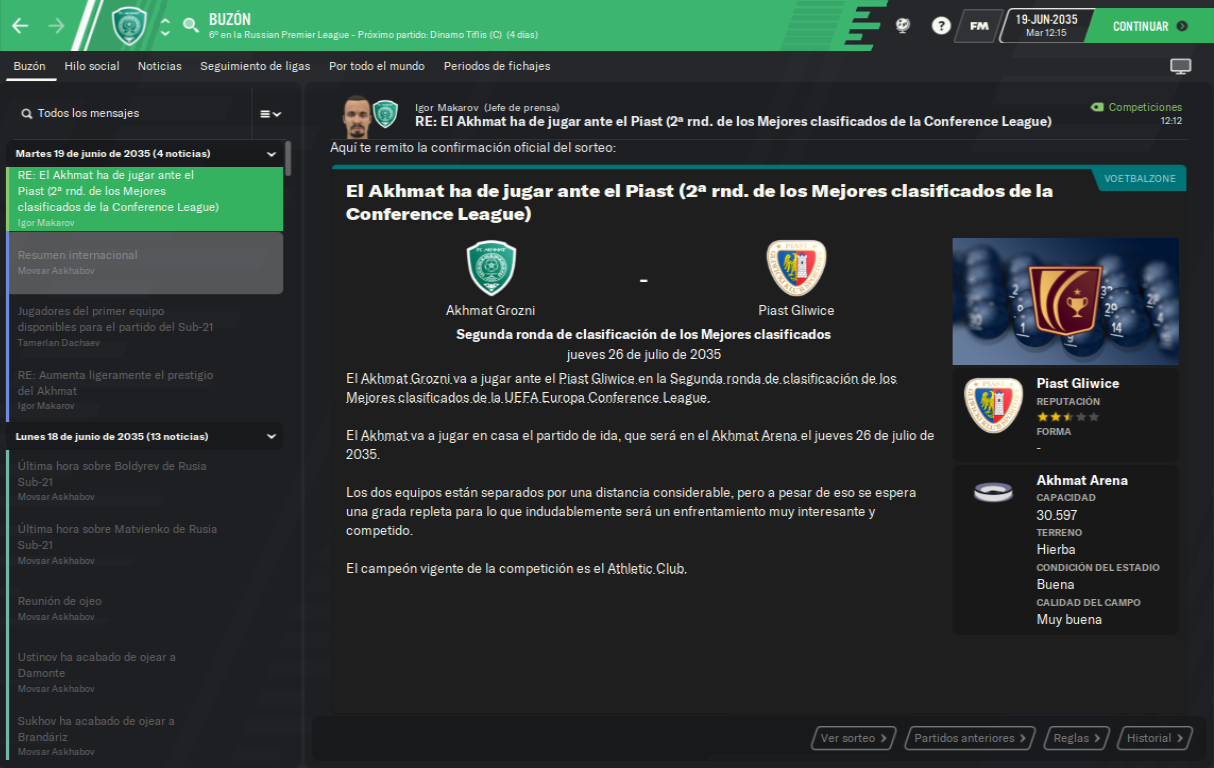 BUZÓN
6º en la Russian Premier League - Próximo partido: Dinamo Tiflis (C) (4 días)
?
FM
19-JUN-2035
Mar 12:15
CONTINUAR
Buzón Hilo social Noticias Seguimiento de ligas Por todo el mundo Periodos de fichajes
Todos los mensajes
Martes 19 de junio de 2035 (4 noticias)
RE: El Akhmat ha de jugar ante el
Piast (2ª rnd. de los Mejores
clasificados de la Conference League)
Igor Makarov
Resumen internacional
Movsar Askhabov
Jugadores del primer equipo
disponibles para el partido del Sub-21
Tamerlan Dachaev
RE: Aumenta ligeramente el prestigio
del Akhmat
Igor Makarov
Lunes 18 de junio de 2035 (13 noticias)
Última hora sobre Boldyrev de Rusia
Sub-21
Movsar Askhabov
Última hora sobre Matvienko de Rusia
Sub-21
Movsar Askhabov
Reunión de ojeo
Movsar Askhabov
Ustinov ha acabado de ojear a
Damonte
Movsar Askhabov
Sukhov ha acabado de ojear a
Brandáriz
Movsar Askhabov
Igor Makarov (Jefe de prensa)
RE: El Akhmat ha de jugar ante el Piast (2ª rnd. de los Mejores clasificados de la Conference League)
Competiciones
12:12
Aquí te remito la confirmación oficial del sorteo:
VOETBALZONE
El Akhmat ha de jugar ante el Piast (2ª rnd. de los Mejores clasificados de la
Conference League)
-
Akhmat Grozni
Piast Gliwice
Segunda ronda de clasificación de los Mejores clasificados
jueves 26 de julio de 2035
El Akhmat Grozni va a jugar ante el Piast Gliwice en la Segunda ronda de clasificación de los
Mejores clasificados de la UEFA Europa Conference League.
El Akhmat va a jugar en casa el partido de ida, que será en el Akhmat Arena el jueves 26 de julio de
2035.
Los dos equipos están separados por una distancia considerable, pero a pesar de eso se espera
una grada repleta para lo que indudablemente será un enfrentamiento muy interesante y
competido.
El campeón vigente de la competición es el Athletic Club.
Piast Gliwice
REPUTACIÓN
FORMA
-
Akhmat Arena
CAPACIDAD
30.597
TERRENO
Hierba
CONDICIÓN DEL ESTADIO
Buena
CALIDAD DEL CAMPO
Muy buena
Ver sorteo
Partidos anteriores
Reglas
Historial